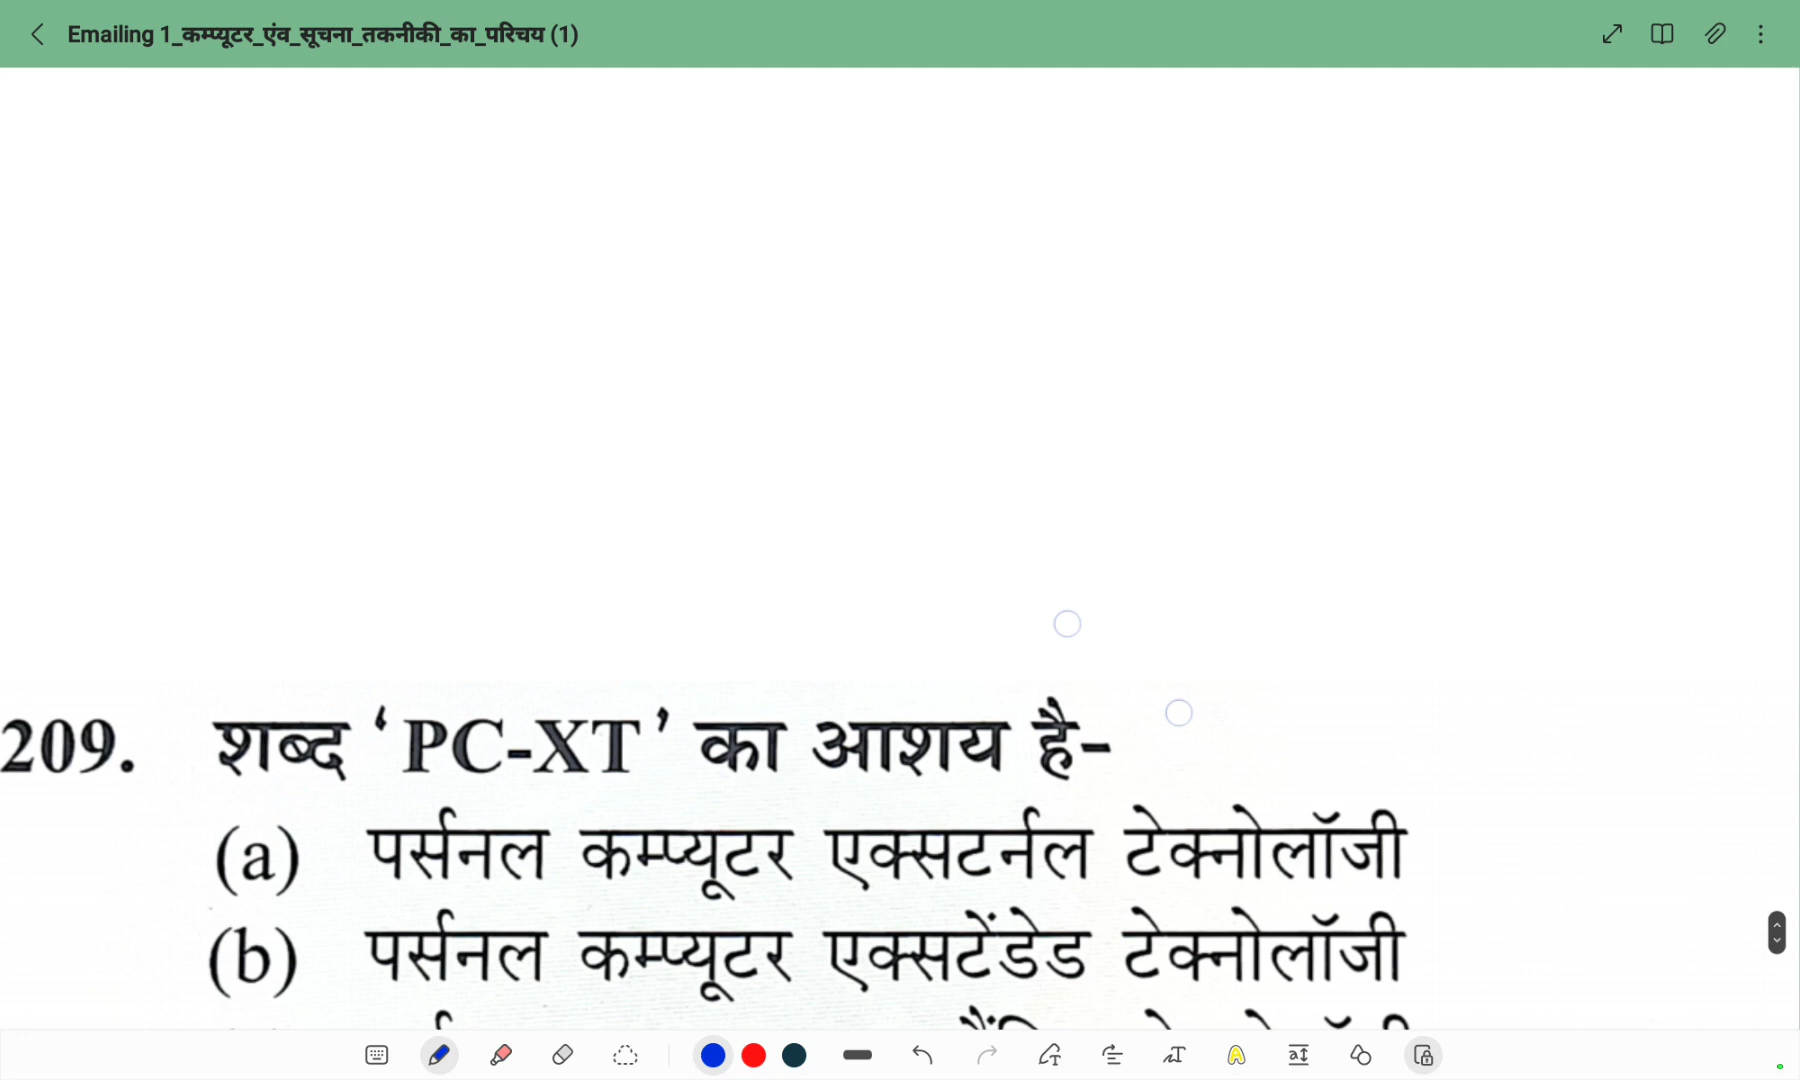 Emailing 1_कम्प्यूटर_एंव_सूचना_तकनीकी_का_परिचय (1)
209. शब्द ‘PC-XT’ का आशय है-
(a) पर्सनल कम्प्यूटर एक्सटर्नल टेक्नोलॉजी
(b) पर्सनल कम्प्यूटर एक्सटेंडेड टेक्नोलॉजी